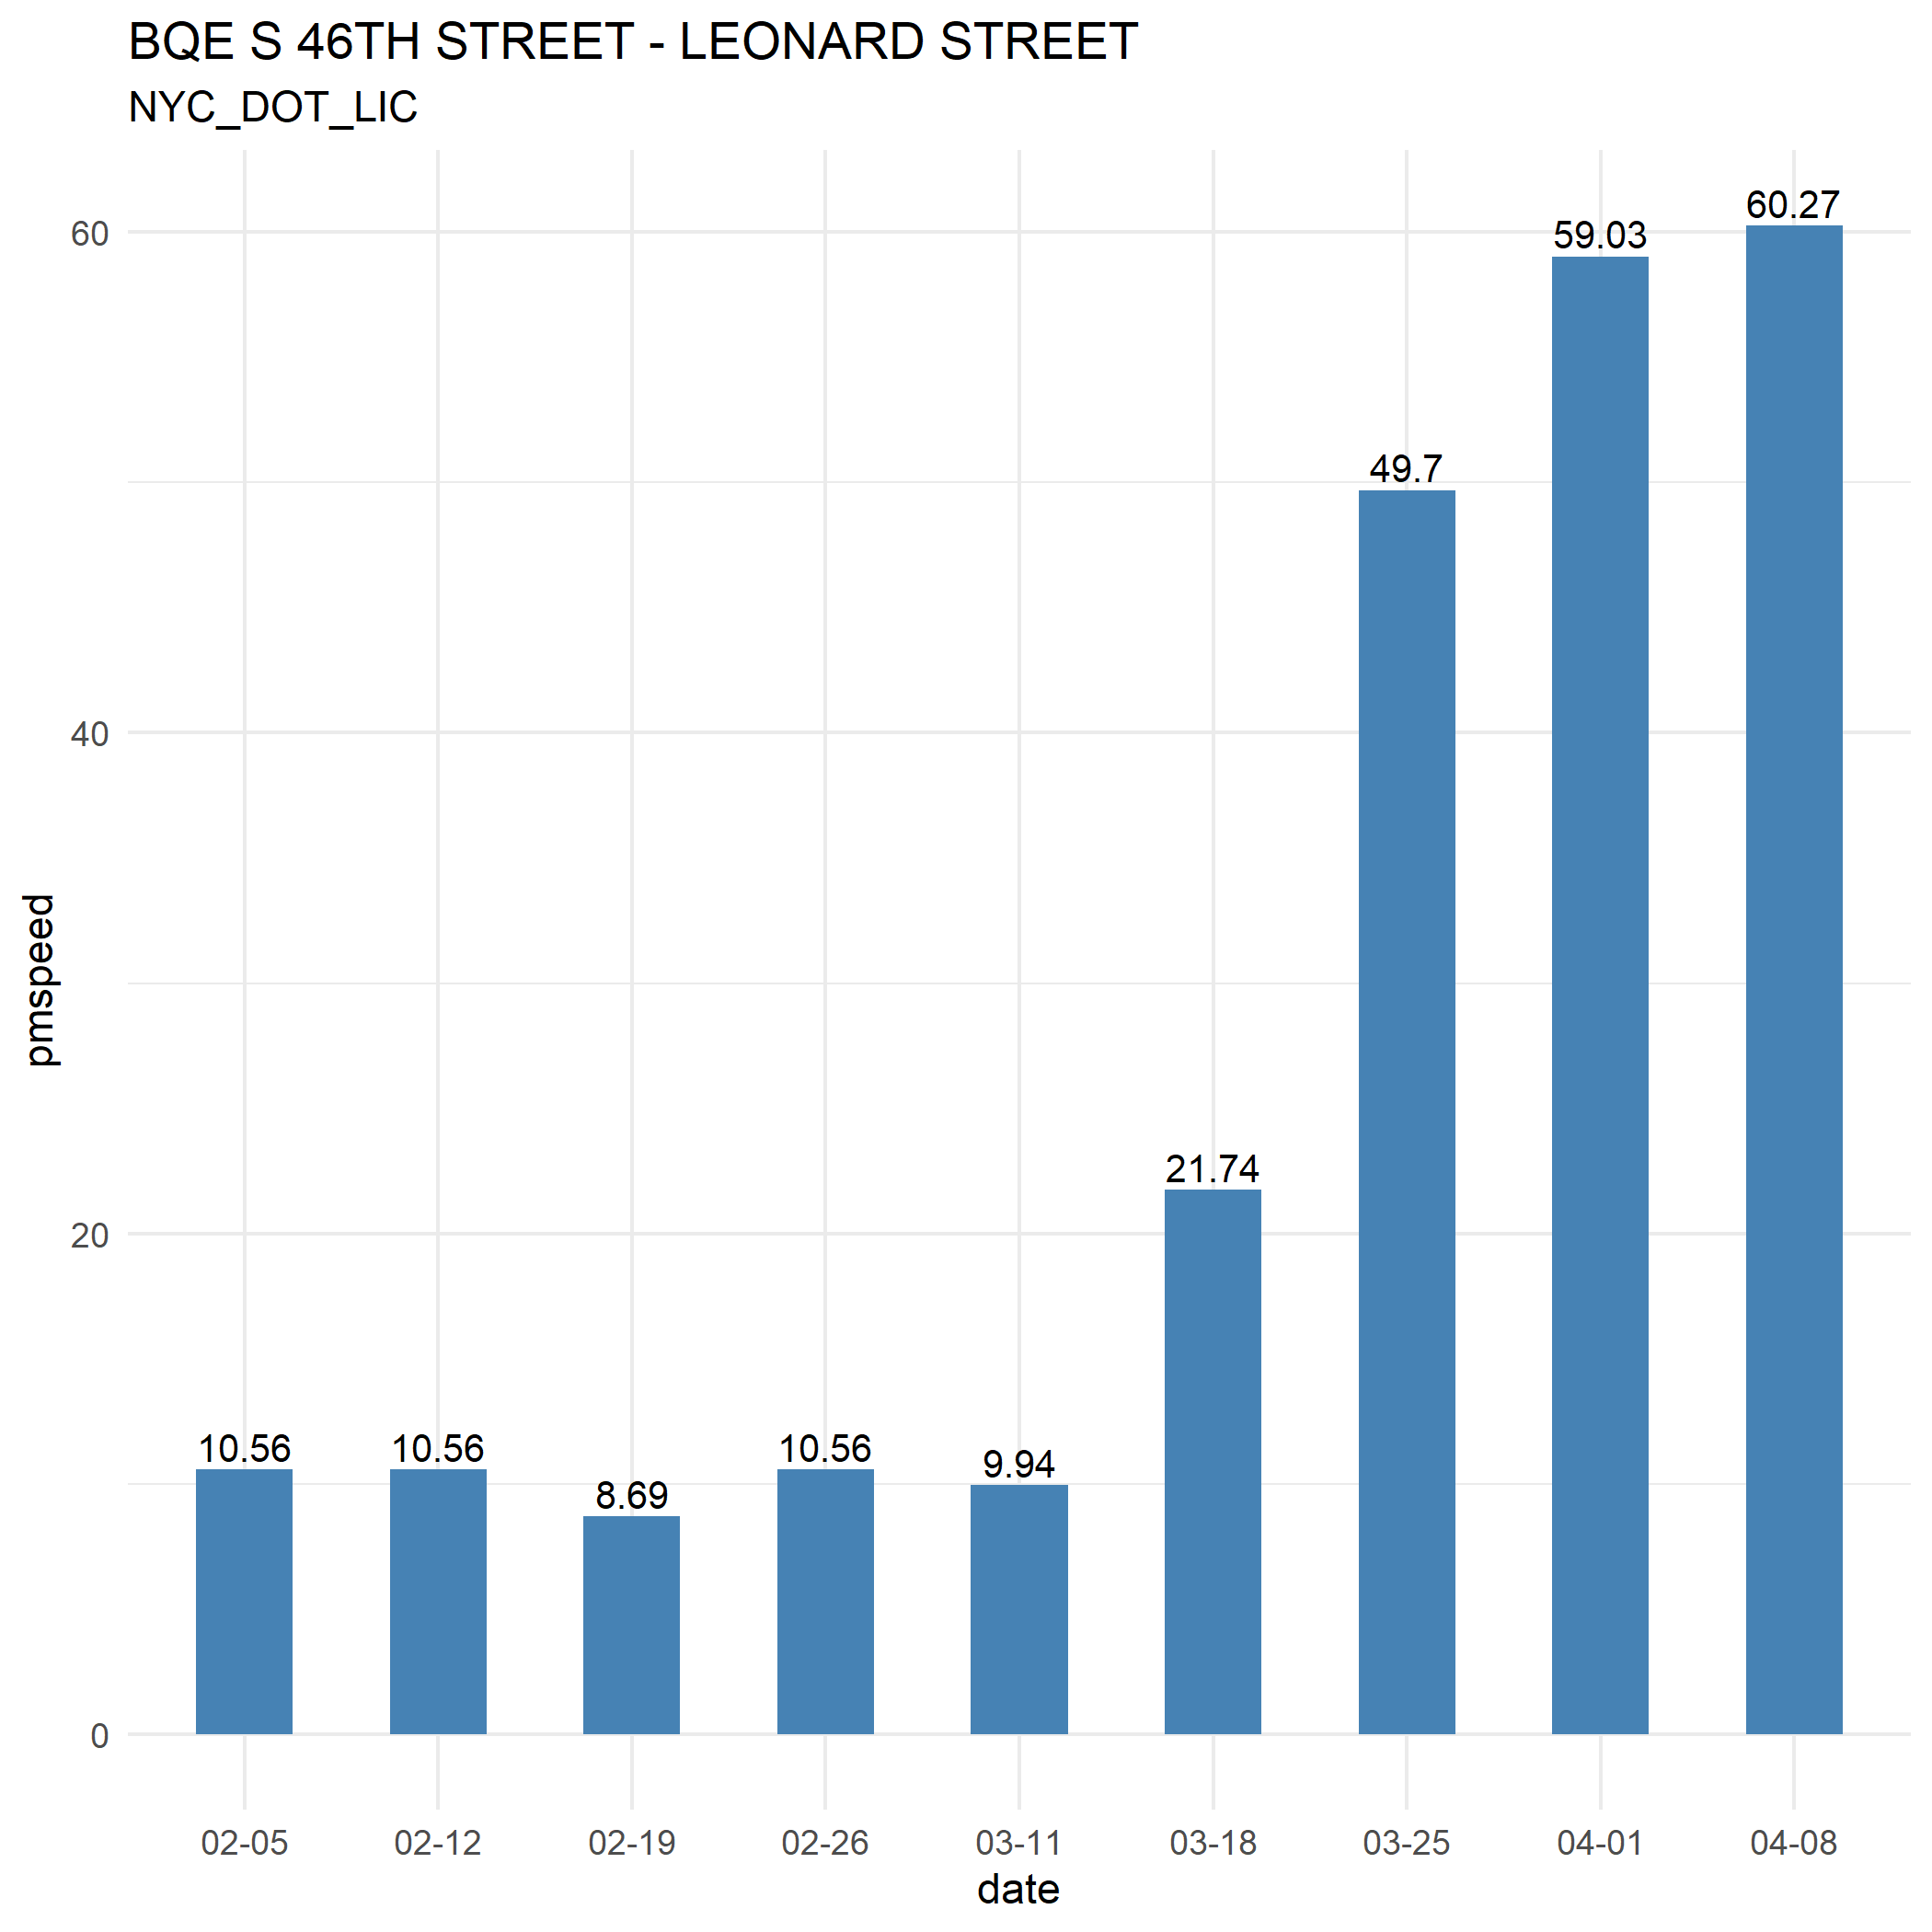 BQE S 46TH STREET - LEONARD STREET
NYC_DOT_LIC
60.27
60
59.03
49.7
40
pmspeed
21.74
20
10.56 10.56 8.69 10.56 9.94
0
02-05 02-12 02-19 02-26 03-11 03-18 03-25 04-01 04-08
date